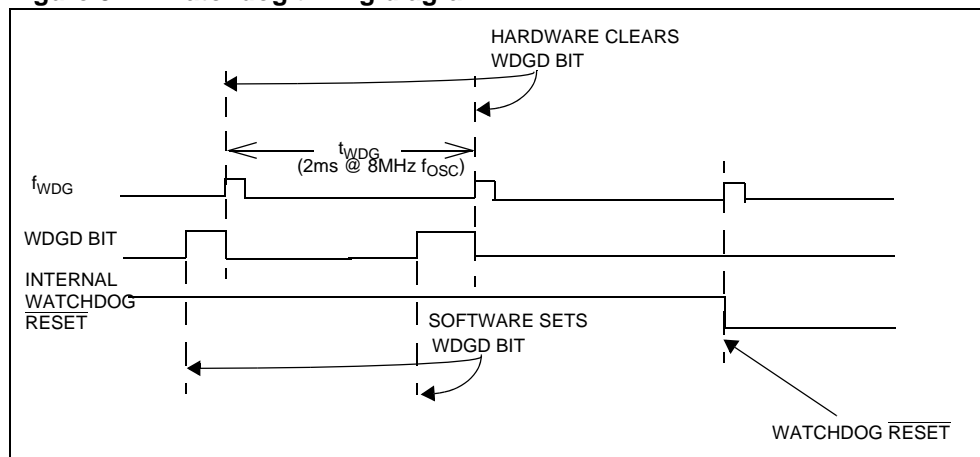 HARDWARE CLEARS
WDGD BIT
tWDG
(2ms @ 8MHz fOSC)
fWDG
WDGD BIT
INTERNAL
WATCHDOG
RESET
SOFTWARE SETS
WDGD BIT
WATCHDOG RESET